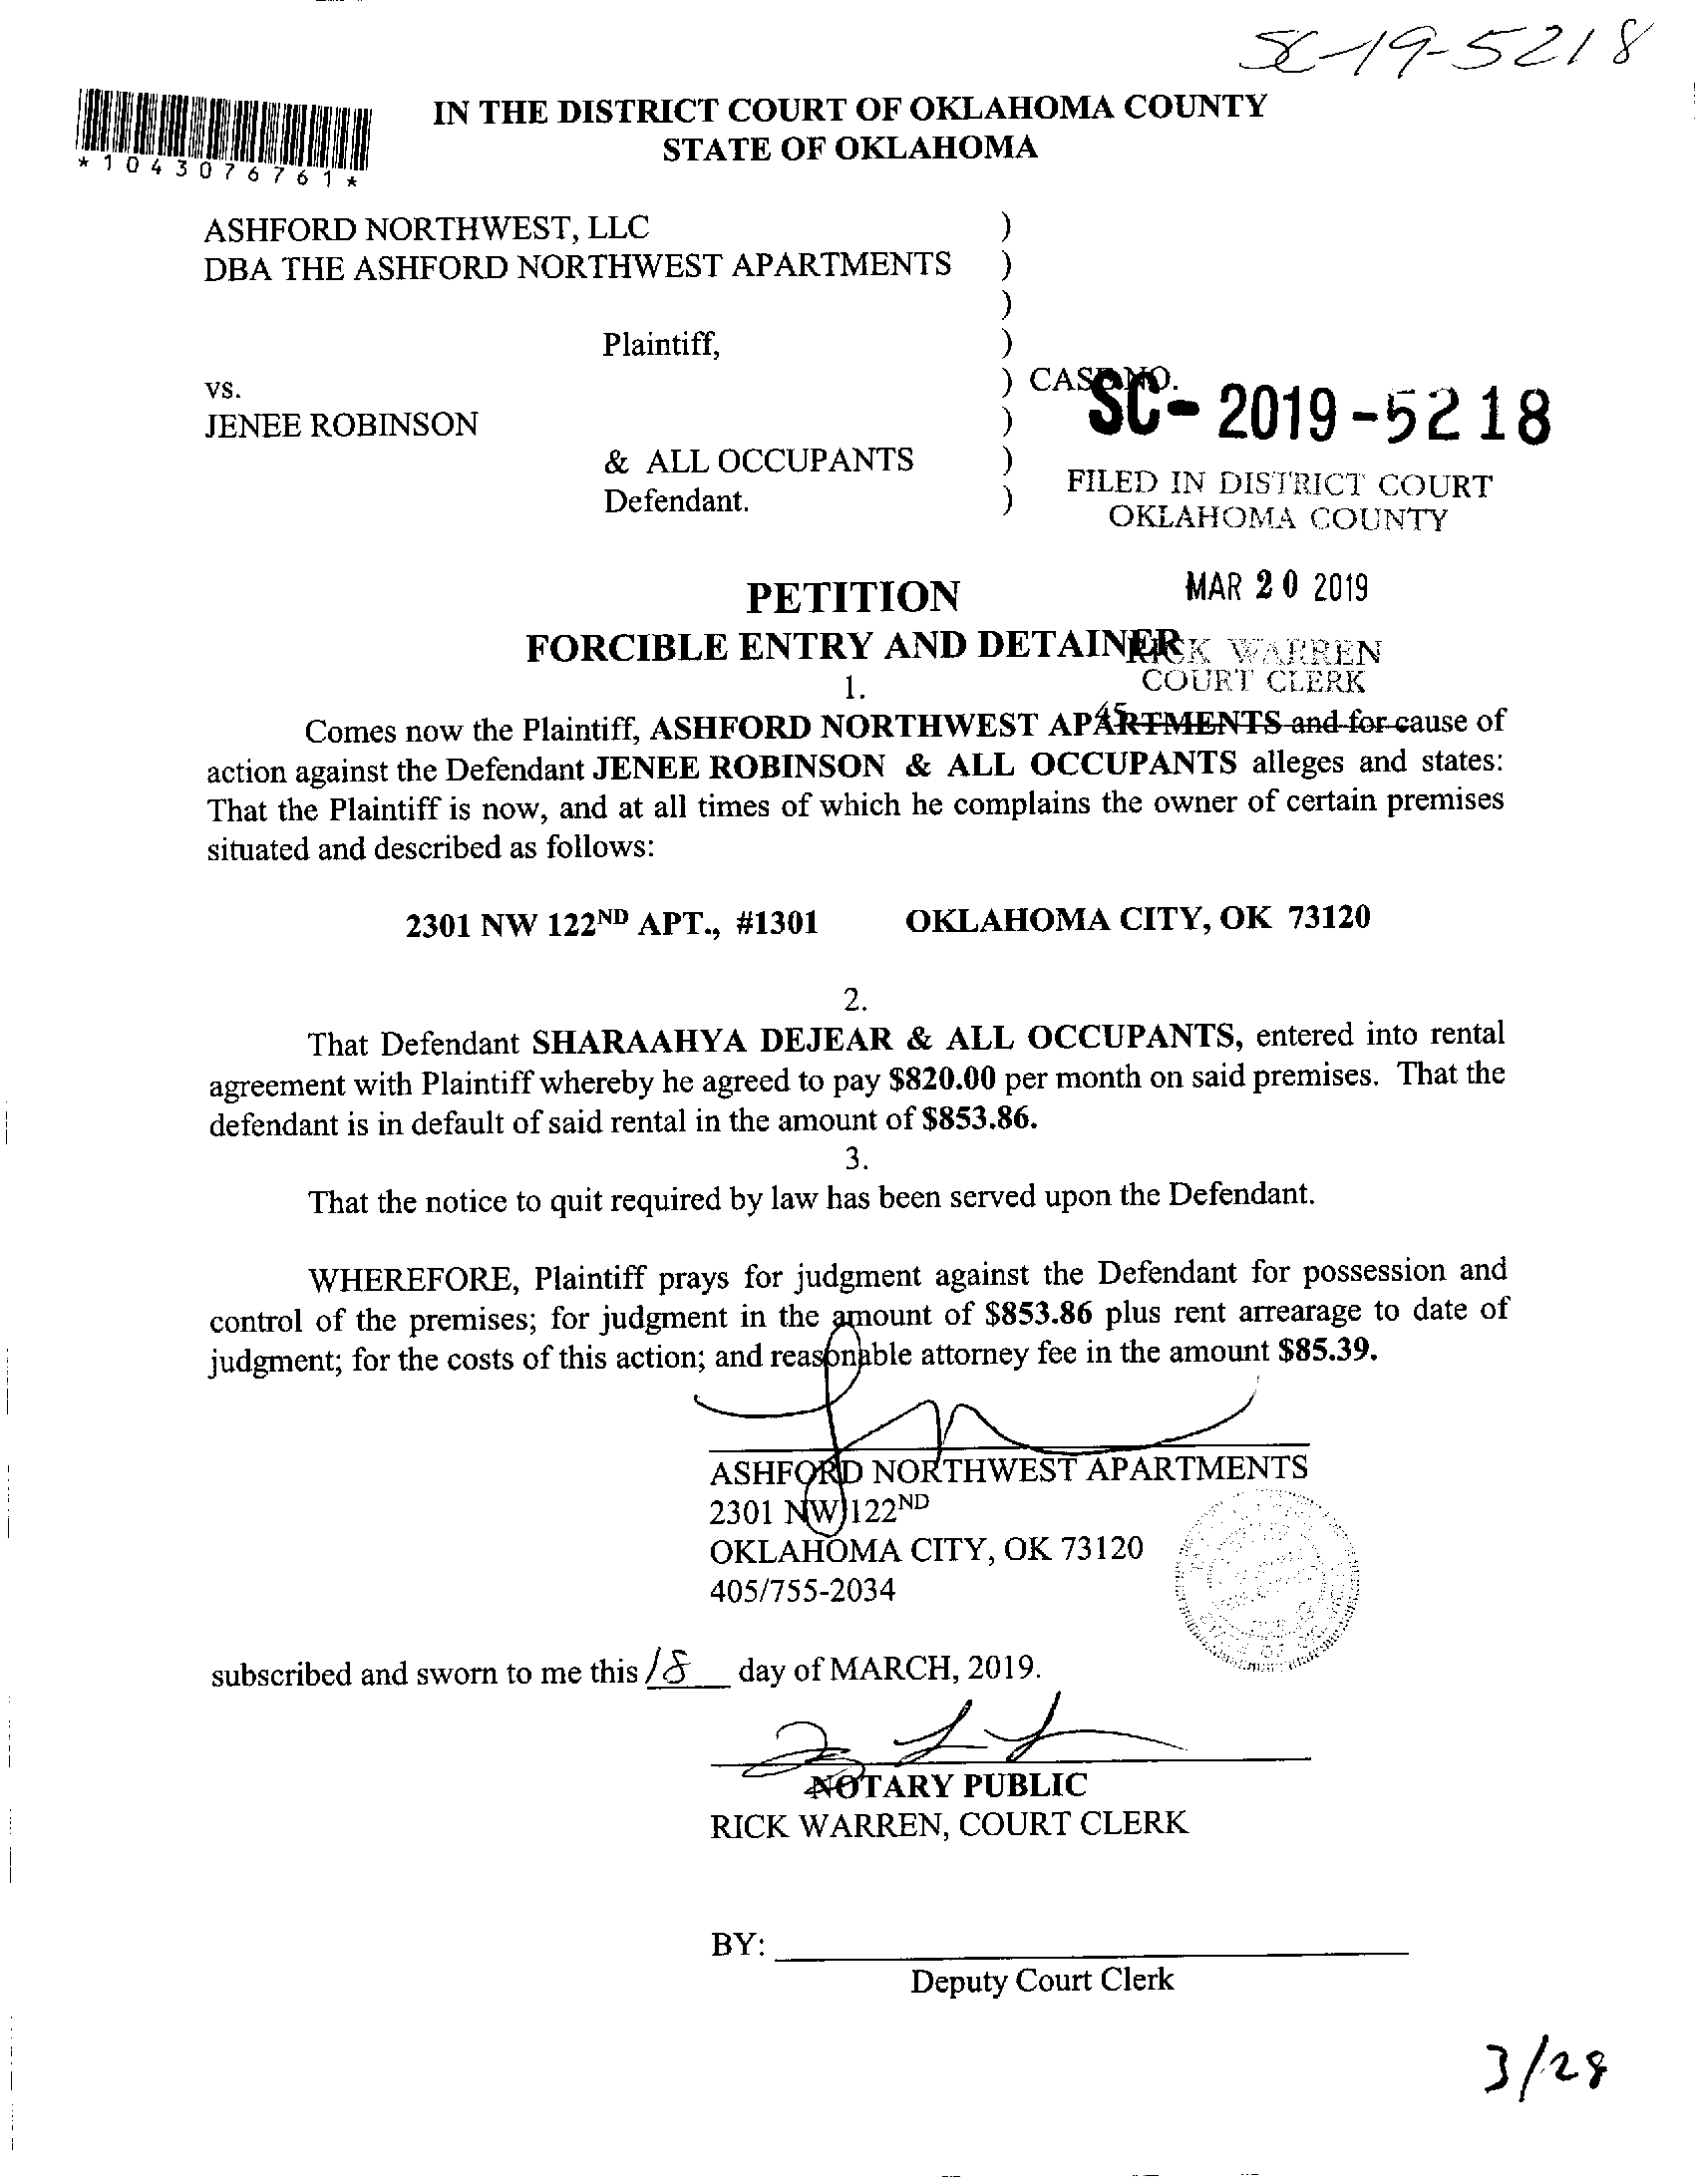 SC-19-5218
*1043076761*
IN THE DISTRICT COURT OF OKLAHOMA COUNTY
STATE OF OKLAHOMA
ASHFORD NORTHWEST, LLC )
DBA THE ASHFORD NORTHWEST APARTMENTS )
)
Plaintiff, )
vs. ) CASE NO.
SC- 2019-5218
JENEE ROBINSON )
& ALL OCCUPANTS )
Defendant. )
FILED IN DISTRICT COURT
OKLAHOMA COUNTY
MAR 20 2019
PETITION
FORCIBLE ENTRY AND DETAINER
RICK WARREN
COURT CLERK
1.
45
Comes now the Plaintiff, ASHFORD NORTHWEST APARTMENTS and for cause of
action against the Defendant JENEE ROBINSON & ALL OCCUPANTS alleges and states:
That the Plaintiff is now, and at all times of which he complains the owner of certain premises
situated and described as follows:
2301 NW 122ND APT., #1301 OKLAHOMA CITY, OK 73120
2.
That Defendant SHARAAHYA DEJEAR & ALL OCCUPANTS, entered into rental
agreement with Plaintiff whereby he agreed to pay $820.00 per month on said premises. That the
defendant is in default of said rental in the amount of $853.86.
3.
That the notice to quit required by law has been served upon the Defendant.
WHEREFORE, Plaintiff prays for judgment against the Defendant for possession and
control of the premises; for judgment in the amount of $853.86 plus rent arrearage to date of
judgment; for the costs of this action; and reasonable attorney fee in the amount $85.39.
ASHFORD NORTHWEST APARTMENTS
2301 NW 122ND
OKLAHOMA CITY, OK 73120
405/755-2034
subscribed and sworn to me this 18 day of MARCH, 2019.
NOTARY PUBLIC
RICK WARREN, COURT CLERK
BY:
Deputy Court Clerk
3/28